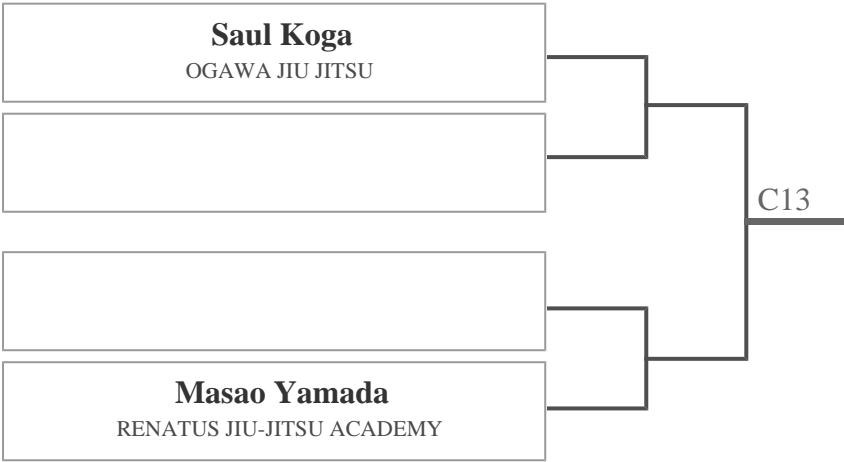 Saul Koga
OGAWA JIU JITSU
C13
Masao Yamada
RENATUS JIU-JITSU ACADEMY